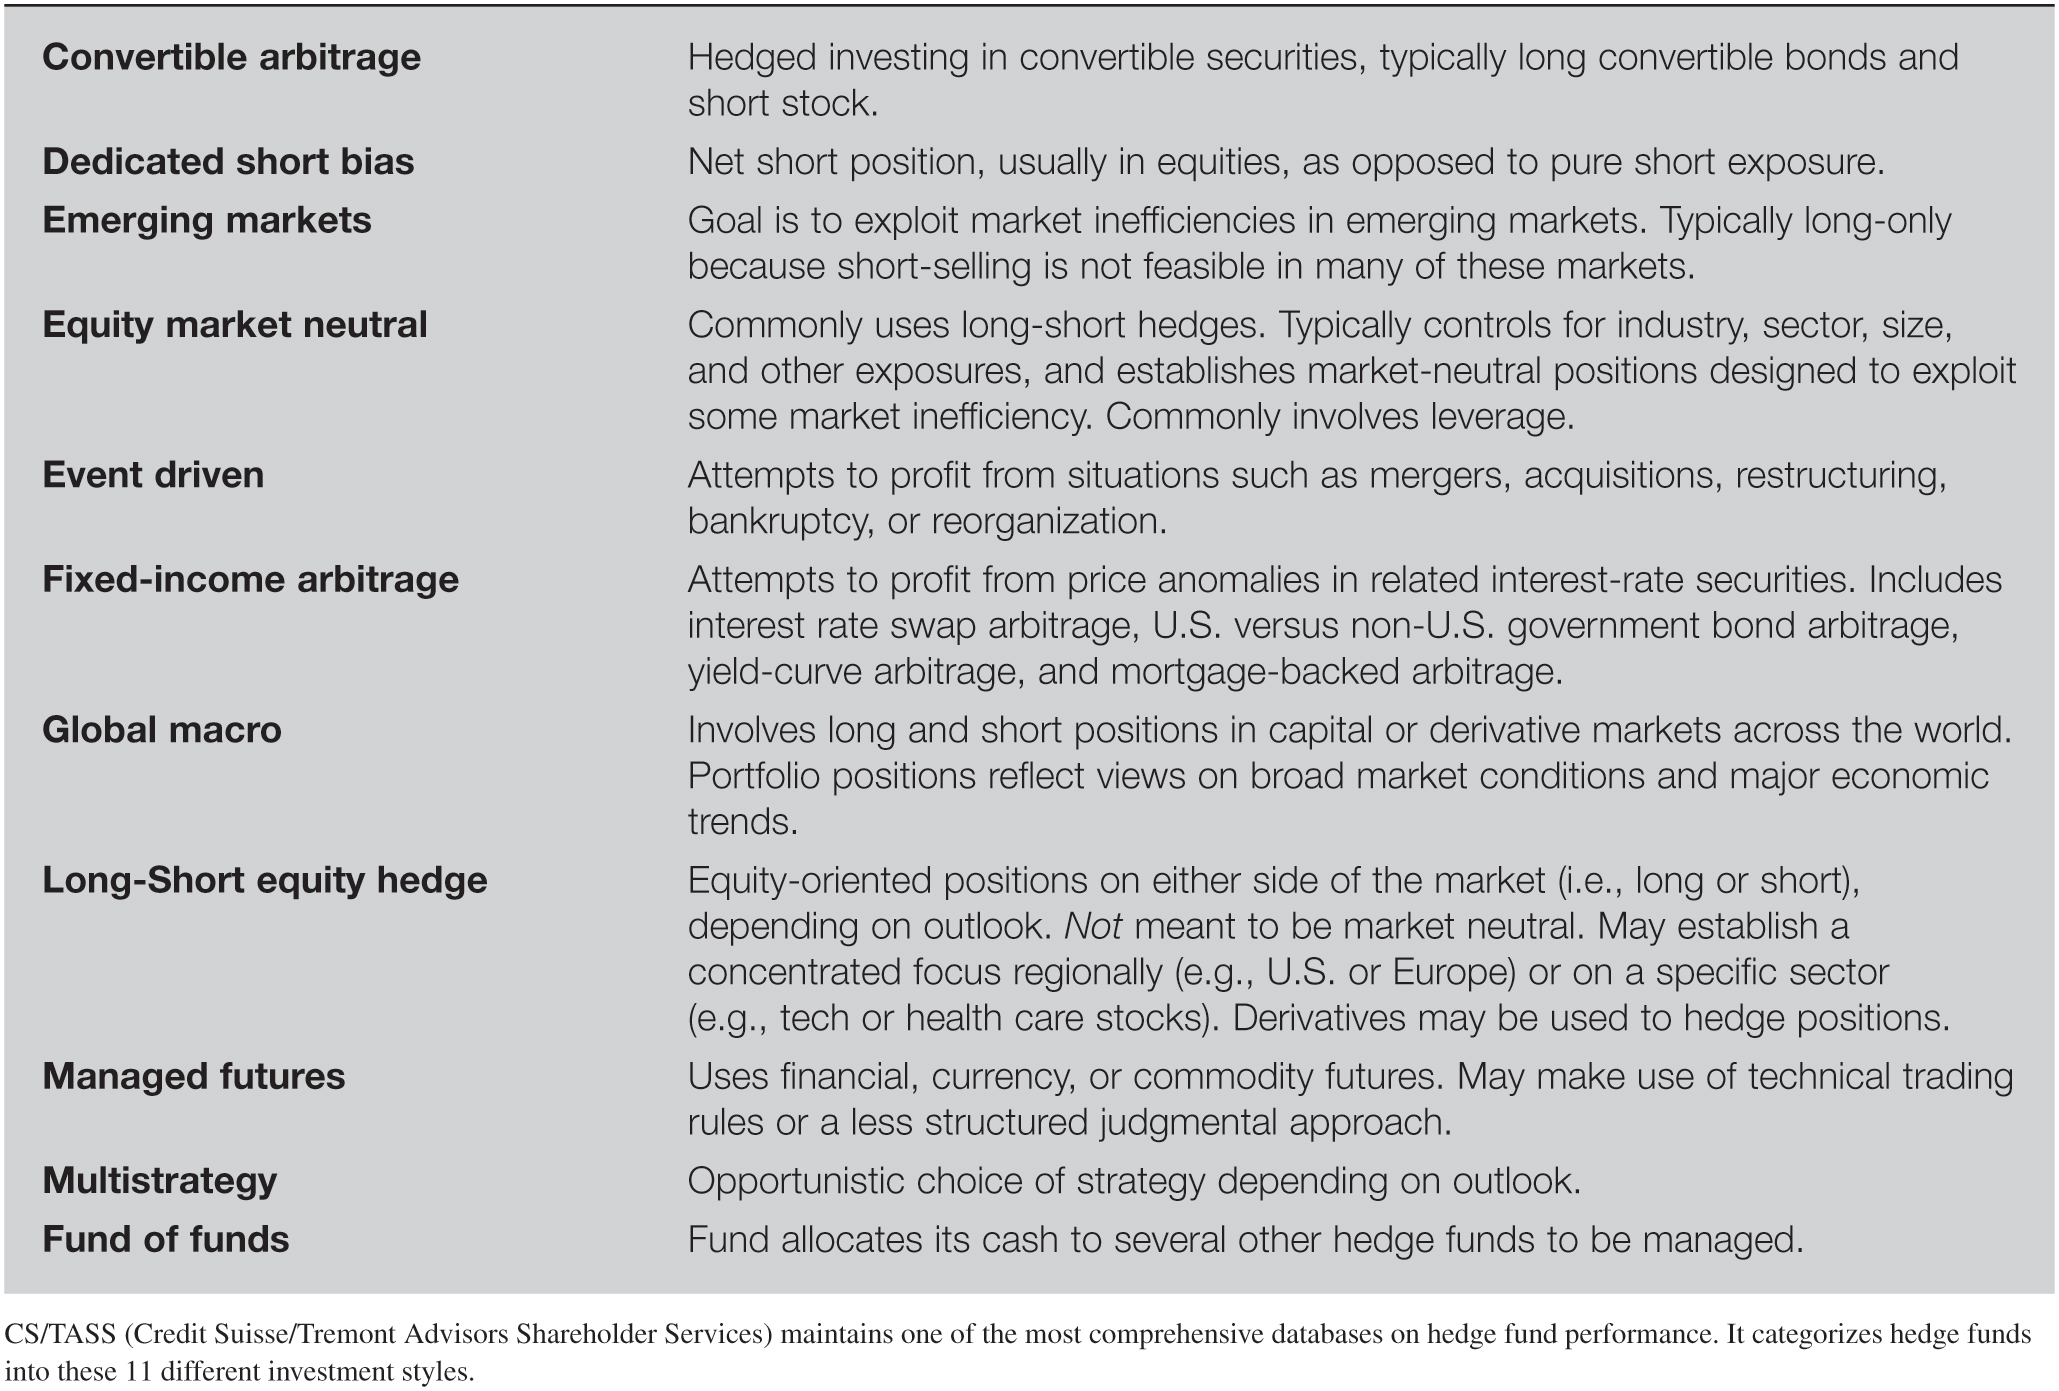 Convertible arbitrage
Hedged investing in convertible securities, typically long convertible bonds and
short stock.
Dedicated short bias
Net short position, usually in equities, as opposed to pure short exposure.
Emerging markets
Goal is to exploit market inefficiencies in emerging markets. Typically long-only
because short-selling is not feasible in many of these markets.
Equity market neutral
Commonly uses long-short hedges. Typically controls for industry, sector, size,
and other exposures, and establishes market-neutral positions designed to exploit
some market inefficiency. Commonly involves leverage.
Event driven
Attempts to profit from situations such as mergers, acquisitions, restructuring,
bankruptcy, or reorganization.
Fixed-income arbitrage
Attempts to profit from price anomalies in related interest-rate securities. Includes
interest rate swap arbitrage, U.S. versus non-U.S. government bond arbitrage,
yield-curve arbitrage, and mortgage-backed arbitrage.
Global macro
Involves long and short positions in capital or derivative markets across the world.
Portfolio positions reflect views on broad market conditions and major economic
trends.
Long-Short equity hedge
Equity-oriented positions on either side of the market (i.e., long or short),
depending on outlook. Not meant to be market neutral. May establish a
concentrated focus regionally (e.g., U.S. or Europe) or on a specific sector
(e.g., tech or health care stocks). Derivatives may be used to hedge positions.
Managed futures
Uses financial, currency, or commodity futures. May make use of technical trading
rules or a less structured judgmental approach.
Multistrategy
Opportunistic choice of strategy depending on outlook.
Fund of funds
Fund allocates its cash to several other hedge funds to be managed.
CS/TASS (Credit Suisse/Tremont Advisors Shareholder Services) maintains one of the most comprehensive databases on hedge fund performance. It categorizes hedge funds
into these 11 different investment styles.